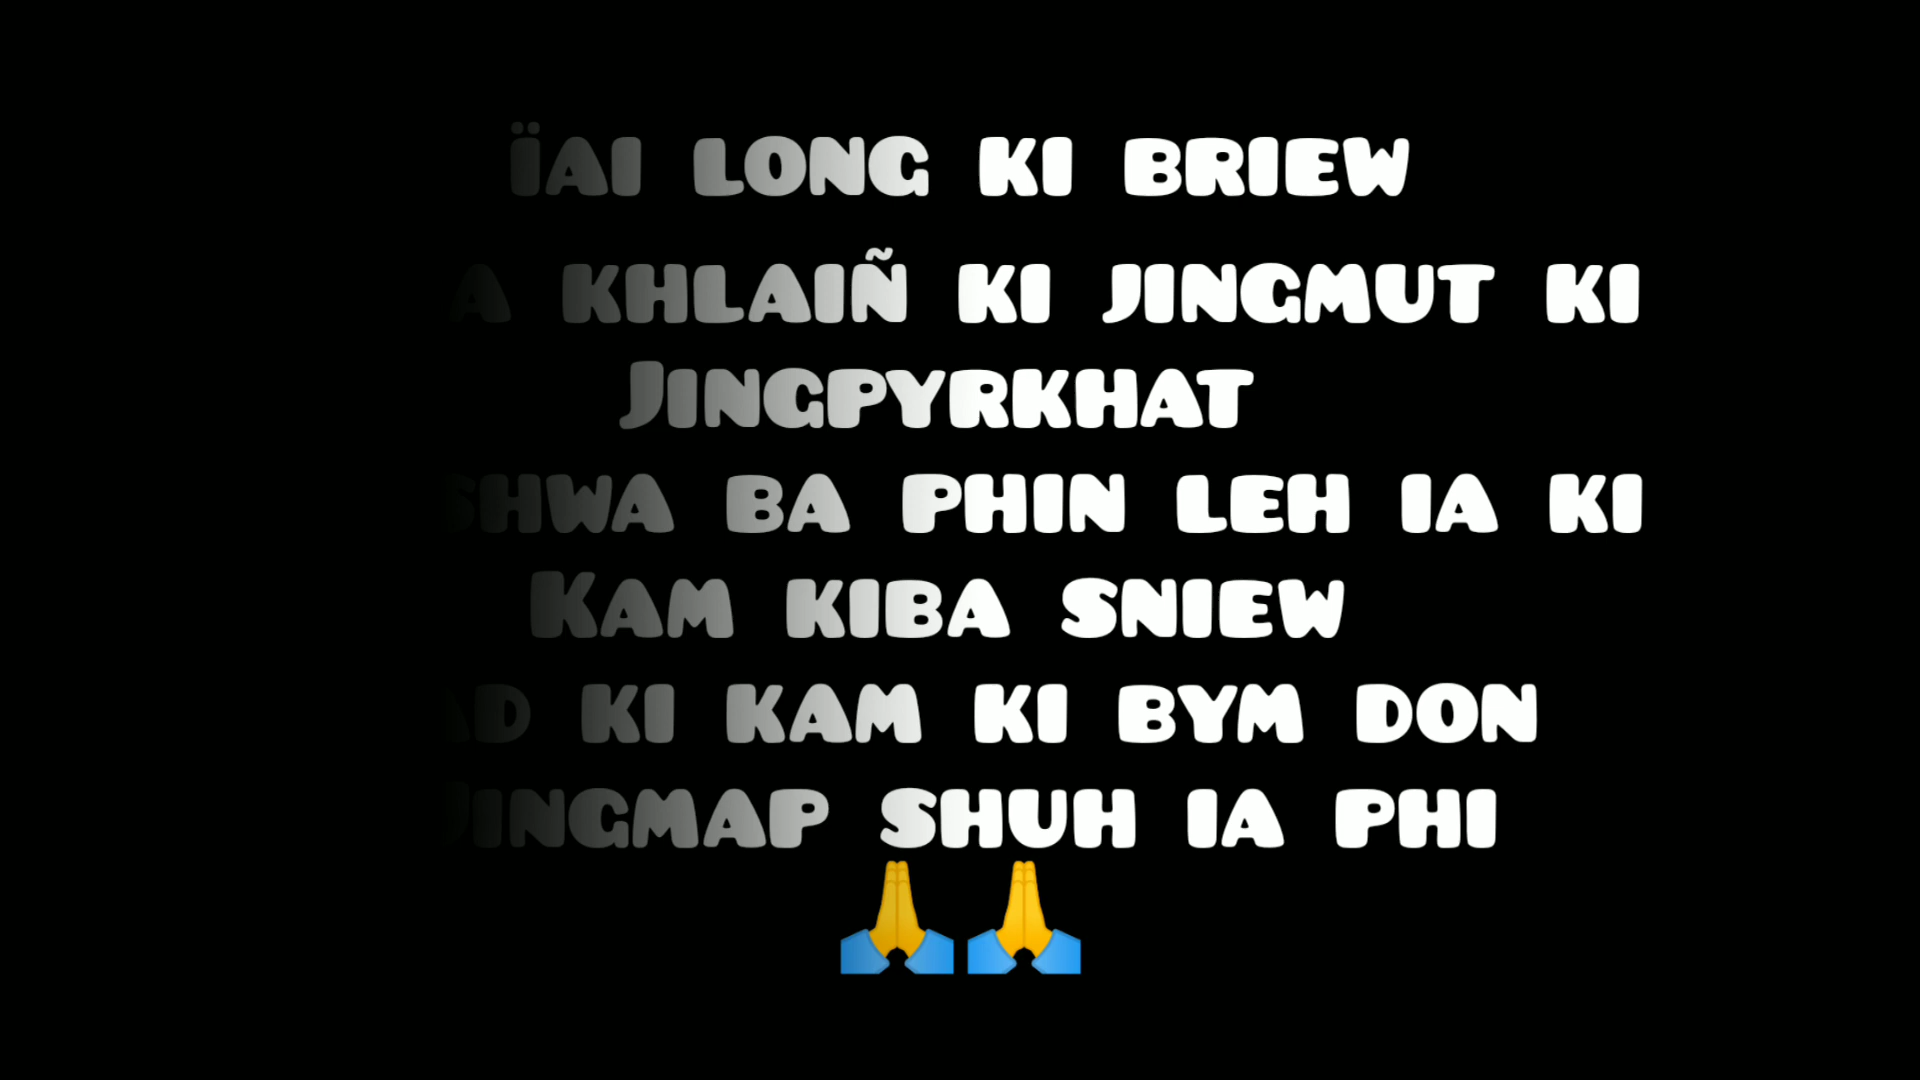 ÏAI LONG KI BRIEW
KHLAIÑ KI JINGMUT KI
JINGPYRKHAT
BA PHIN LEH IA KI
KAM KIBA SNIEW
KI KAM KI BYM DON
JINGMAP SHUH IA PHI
🙏🙏